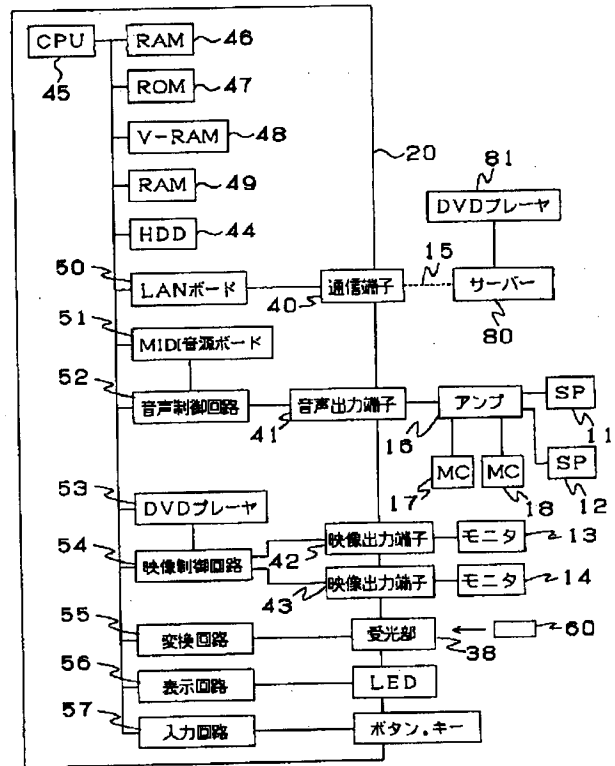 CPU
45
RAM
46
ROM
47
V-RAM
48
20
RAM
49
81
DVDプレーヤ
HDD
44
50
LANボード
通信端子
40
15
サーバー
80
51
MIDI音源ボード
52
音声制御回路
音声出力端子
41
アンプ
16
SP
11
MC
17
MC
18
SP
12
53
DVDプレーヤ
54
映像制御回路
42
映像出力端子
モニタ
13
43
映像出力端子
モニタ
14
55
変換回路
受光部
38
60
56
表示回路
LED
57
入力回路
ボタン.キー